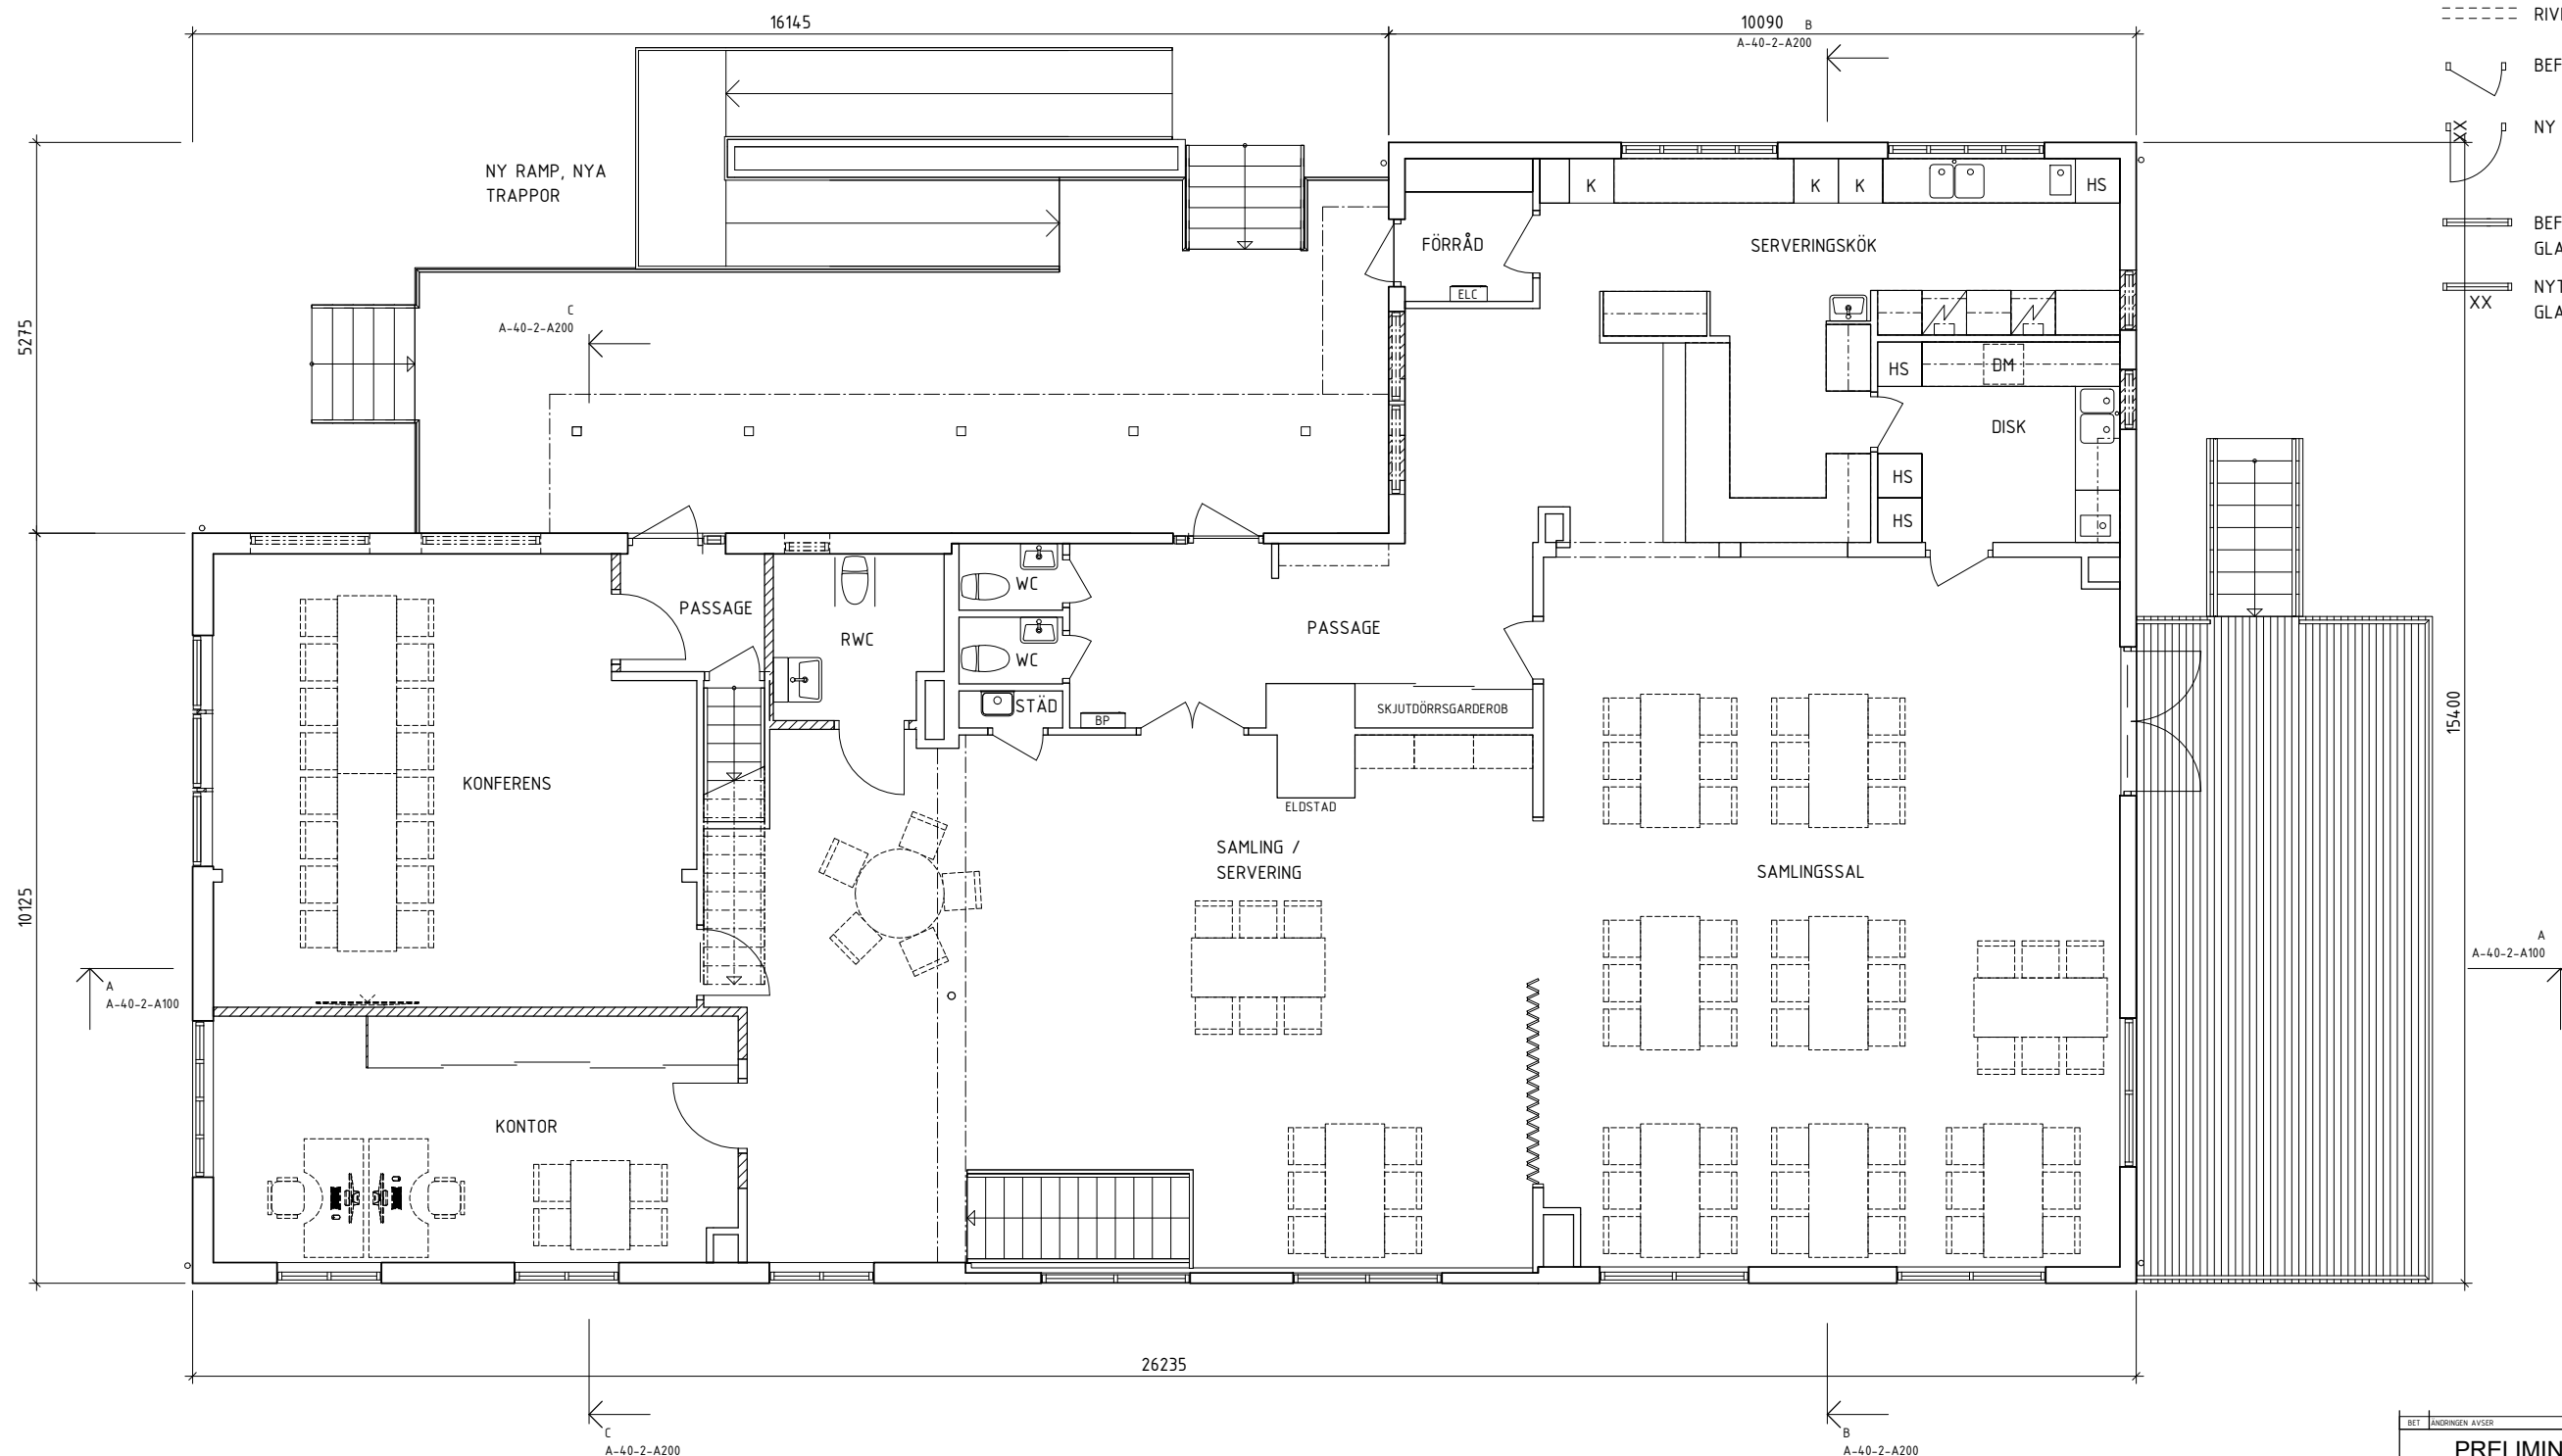 16145
10090
B
A-40-2-A200
NY RAMP, NYA
TRAPPOR
K
K
K
HS
FÖRRÅD
SERVERINGSKÖK
ELC
C
A-40-2-A200
5275
HS
DM
DISK
HS
HS
BEF
NY
BEF
GLA
NYT
XX
GLA
PASSAGE
RWC
WC
WC
STÄD
BP
PASSAGE
SKJUTDÖRRSGARDEROB
ELDSTAD
KONFERENS
SAMLING /
SERVERING
SAMLINGSSAL
15400
10125
A
A-40-2-A100
A
A-40-2-A100
KONTOR
26235
C
A-40-2-A200
B
A-40-2-A200
BET ÄNDRINGEN AVSER